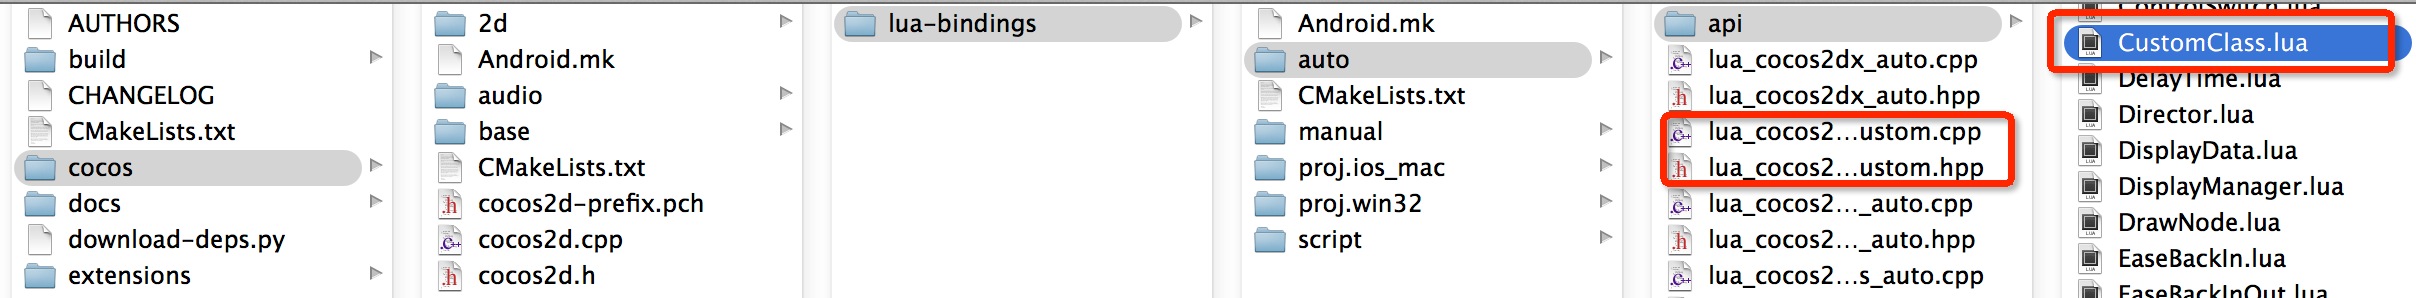 AUTHORS
build
CHANGELOG
CMakeLists.txt
cocos
docs
download-deps.py
extensions
2d
Android.mk
audio
base
CMakeLists.txt
cocos2d-prefix.pch
cocos2d.cpp
cocos2d.h
lua-bindings
Android.mk
auto
CMakeLists.txt
manual
proj.ios_mac
proj.win32
script
api
lua_cocos2dx_auto.cpp
lua_cocos2dx_auto.hpp
lua_cocos2...ustom.cpp
lua_cocos2...ustom.hpp
lua_cocos2..._auto.cpp
lua_cocos2..._auto.hpp
lua_cocos2...s_auto.cpp
ControlSwitch.lua
CustomClass.lua
DelayTime.lua
Director.lua
DisplayData.lua
DisplayManager.lua
DrawNode.lua
EaseBackIn.lua
EaseBackInOut.lua